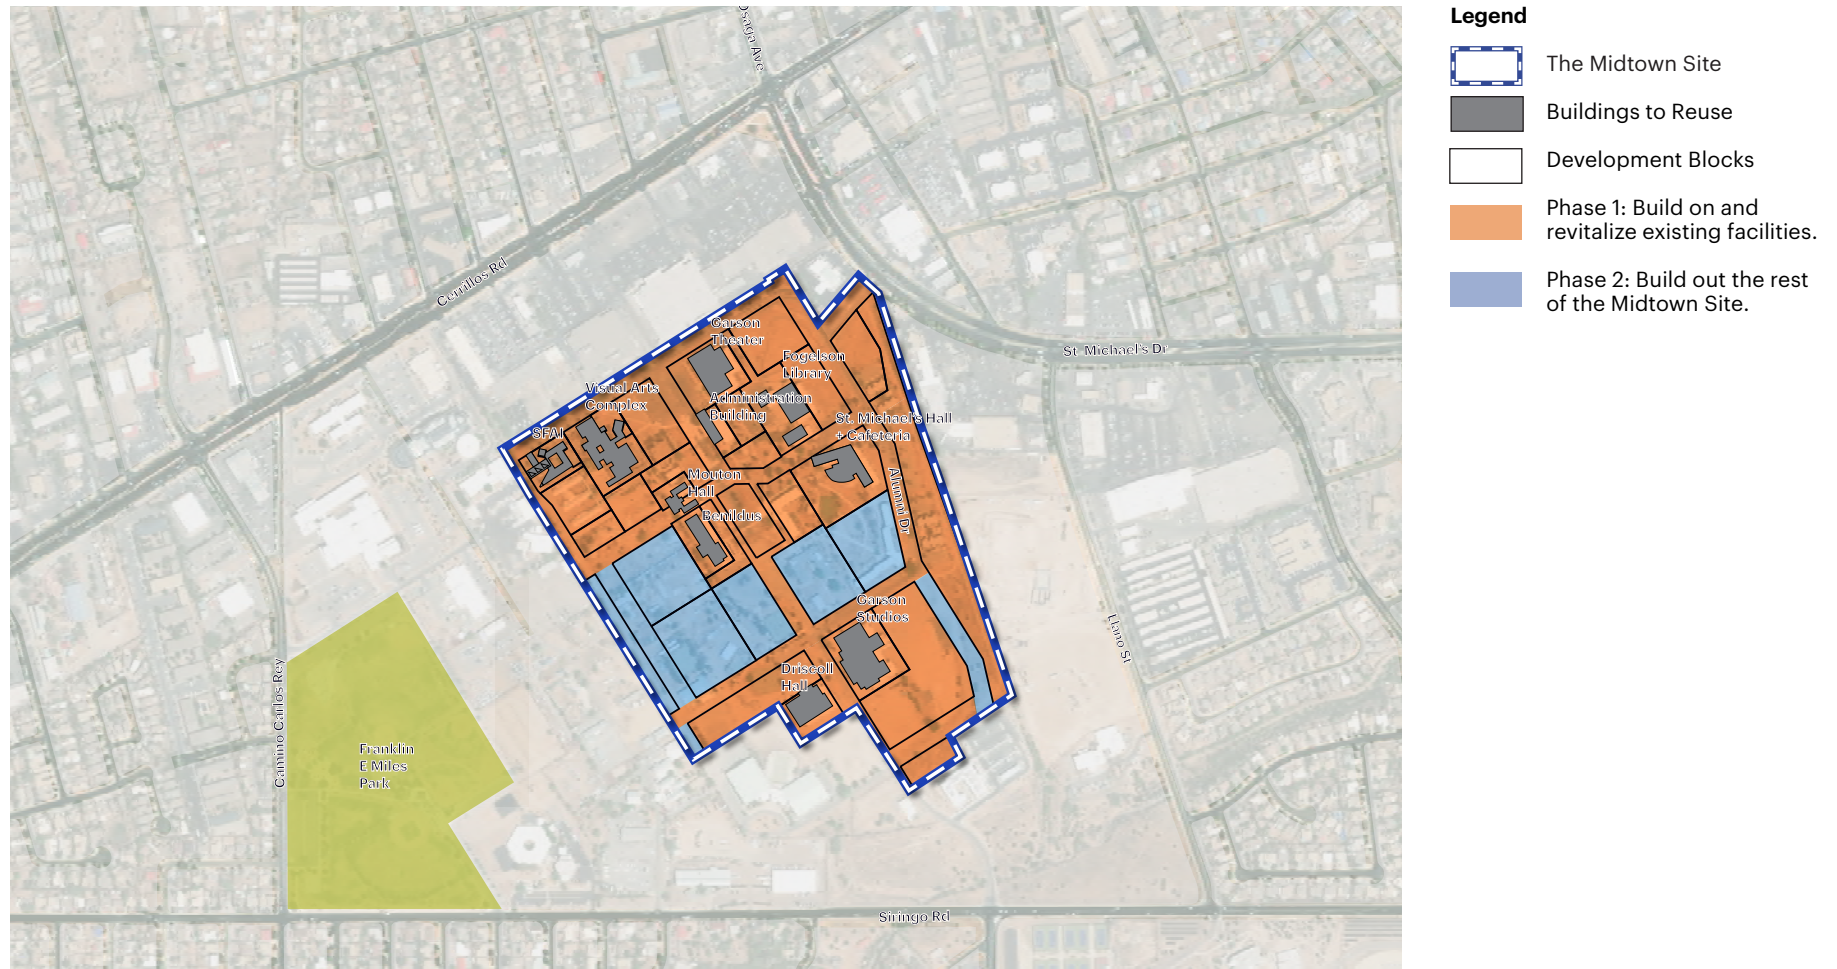 Legend
The Midtown Site
Buildings to Reuse
Development Blocks
Phase 1: Build on and
revitalize existing facilities.
Phase 2: Build out the rest
of the Midtown Site.
Osage Ave
Cerrillos Rd
St. Michael's Dr
Garson
Theater
Fogelson
Library
Visual Arts
Complex
Administration
Building
St. Michael's Hall
+ Cafeteria
SFAI
Mouton
Hall
Alumni Dr
Benildus
Garson
Studios
Llano St
Driscoll
Hall
Camino Carlos Rey
Franklin
E Miles
Park
Siringo Rd